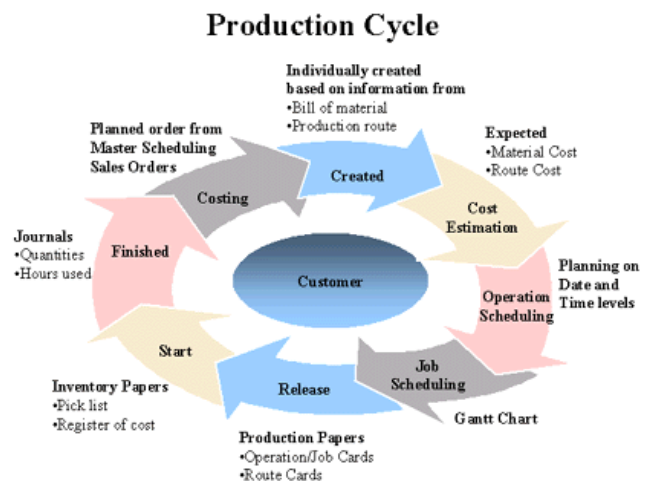 Production Cycle
Individually created
based on information from
•Bill of material
•Production route
Planned order from
Master Scheduling
Sales Orders
Expected
•Material Cost
•Route Cost
Created
Costing
Cost
Estimation
Journals
•Quantities
•Hours used
Finished
Customer
Operation
Scheduling
Planning on
Date and
Time levels
Start
Job
Scheduling
Release
Inventory Papers
•Pick list
•Register of cost
Gantt Chart
Production Papers
•Operation/Job Cards
•Route Cards